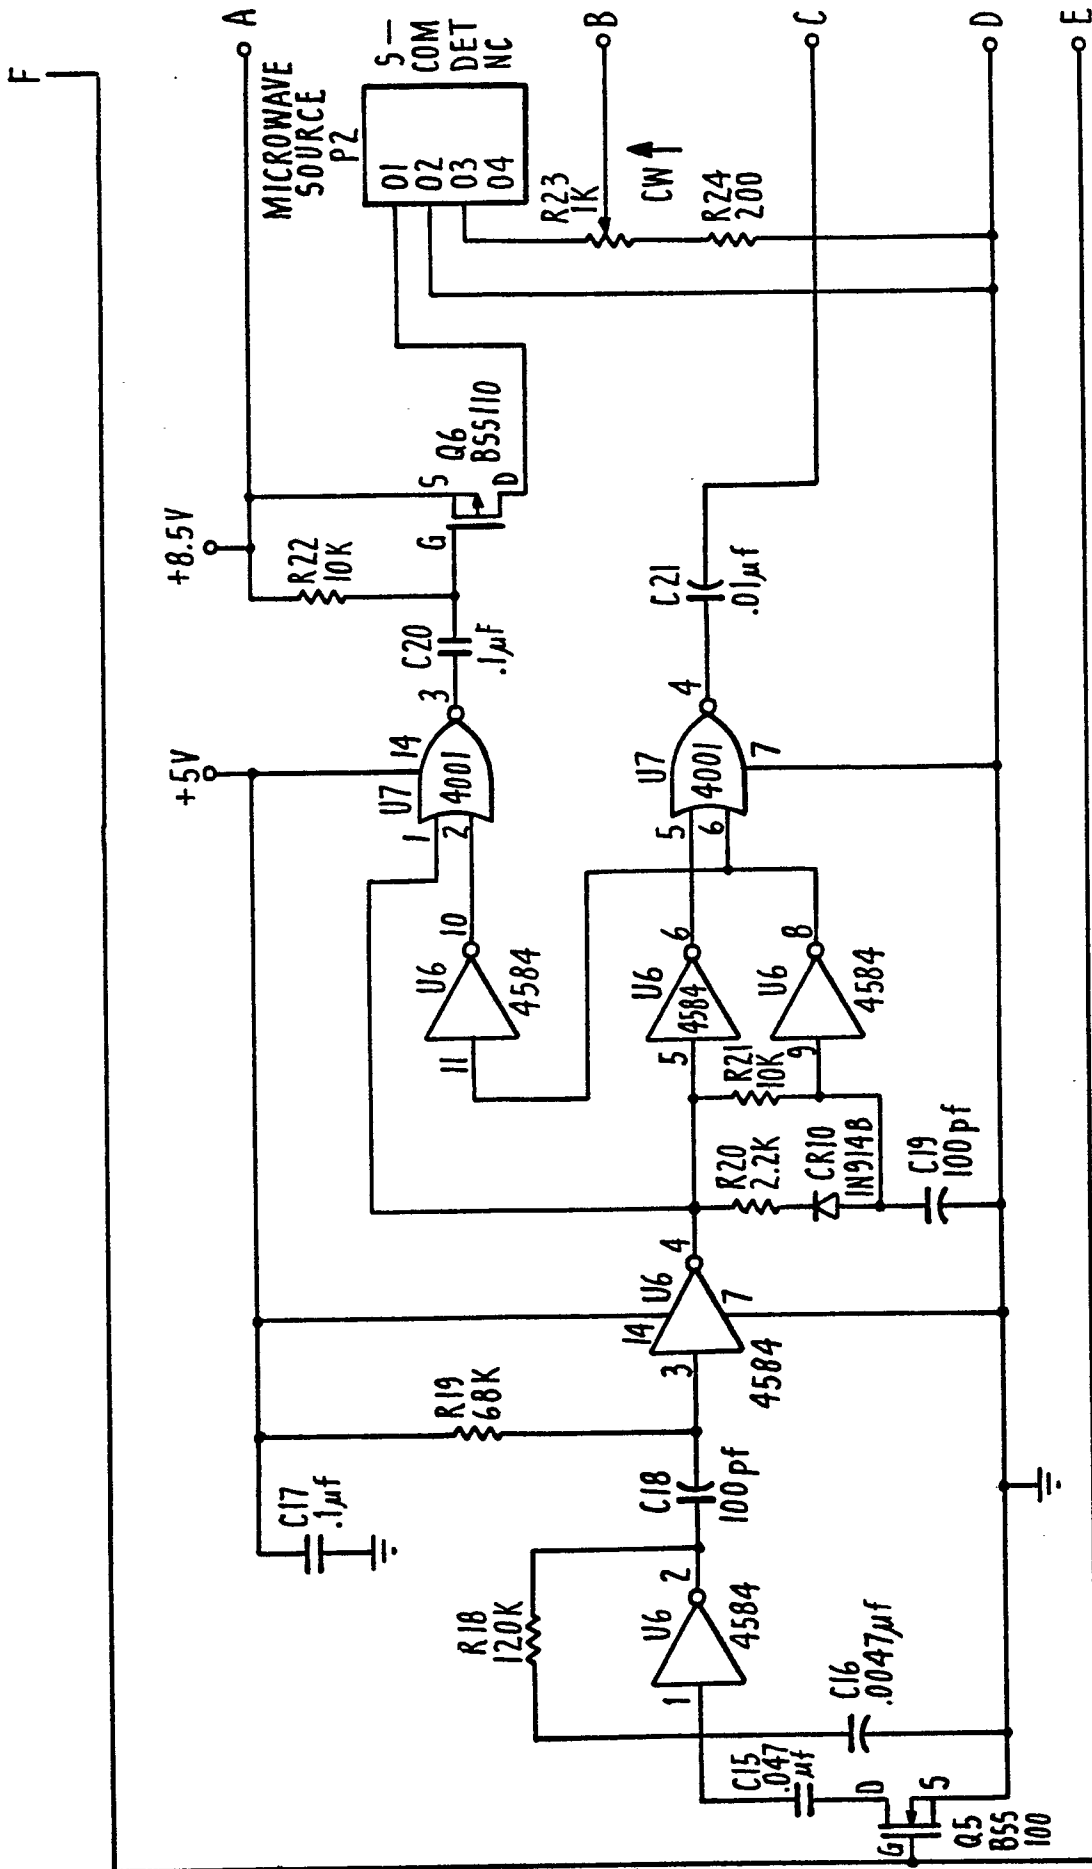 F
A
MICROWAVE
SOURCE
P2
01
02
03
04
S —
COM
DET
NC
B
C
D
E
+8.5V
R22
10K
Q6
BSS110
G
S
D
R23
1K
CW
R24
200
+5V
U7
14
4001
1
2
3
C20
.1µF
U6
4584
11
10
U7
4001
5
6
4
7
C21
.01µf
U6
4584
5
6
U6
4584
9
8
R21
10K
R20
2.2K
CR10
1N914B
C19
100pf
U6
14
3
4
7
4584
R19
68K
C17
.1µf
C18
100pf
R18
120K
U6
1
2
4584
C16
.0047µf
C15
.047
µf
G
D
S
Q5
BSS
100